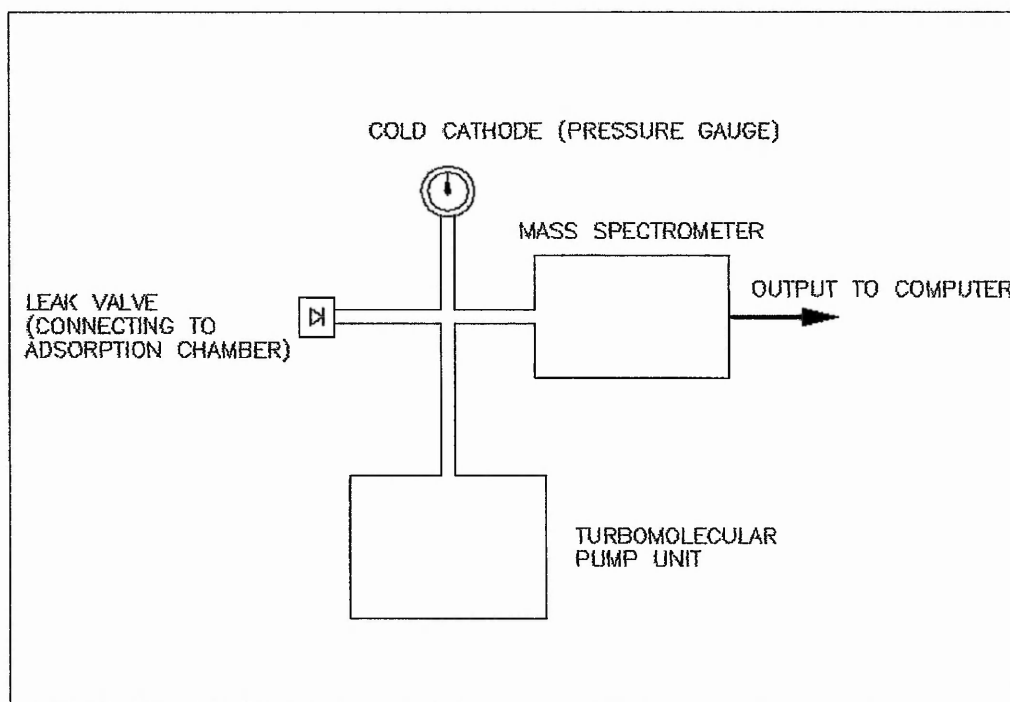 COLD CATHODE (PRESSURE GAUGE)
MASS SPECTROMETER
OUTPUT TO COMPUTER
LEAK VALVE
(CONNECTING TO
ADSORPTION CHAMBER)
TURBOMOLECULAR
PUMP UNIT